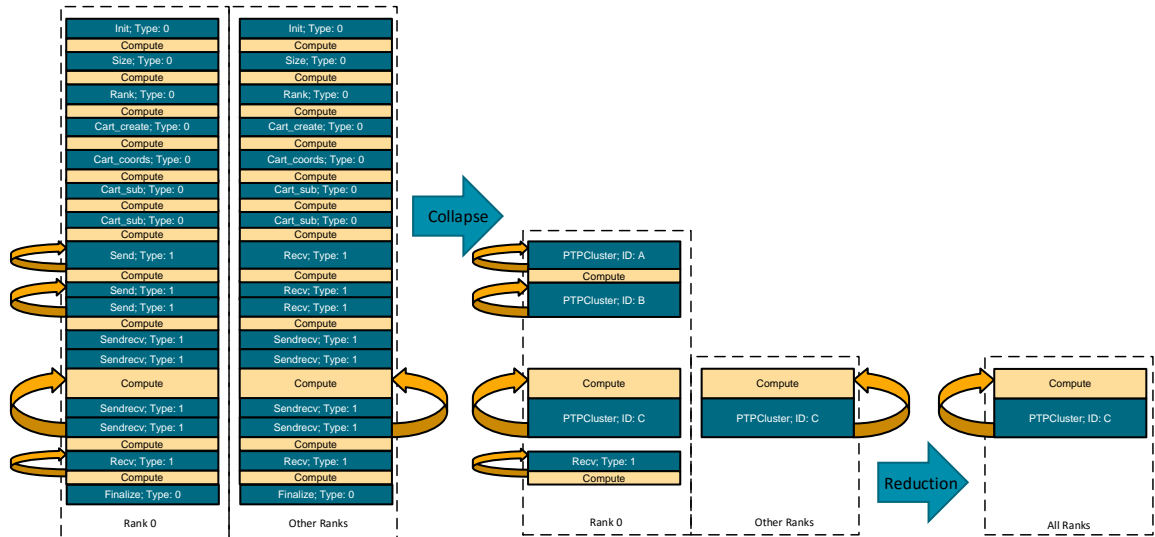 Init; Type: 0
Compute
Size; Type: 0
Compute
Rank; Type: 0
Compute
Cart_create; Type: 0
Compute
Cart_coords; Type: 0
Compute
Cart_sub; Type: 0
Compute
Cart_sub; Type: 0
Compute
Send; Type: 1
Compute
Send; Type: 1
Send; Type: 1
Compute
Sendrecv; Type: 1
Sendrecv; Type: 1
Compute
Sendrecv; Type: 1
Sendrecv; Type: 1
Compute
Recv; Type: 1
Compute
Finalize; Type: 0
Rank 0
Init; Type: 0
Compute
Size; Type: 0
Compute
Rank; Type: 0
Compute
Cart_create; Type: 0
Compute
Cart_coords; Type: 0
Compute
Cart_sub; Type: 0
Compute
Cart_sub; Type: 0
Compute
Recv; Type: 1
Compute
Recv; Type: 1
Recv; Type: 1
Compute
Sendrecv; Type: 1
Sendrecv; Type: 1
Compute
Sendrecv; Type: 1
Sendrecv; Type: 1
Compute
Recv; Type: 1
Compute
Finalize; Type: 0
Other Ranks
Collapse
PTPCluster; ID: A
Compute
PTPCluster; ID: B
Compute
PTPCluster; ID: C
Recv; Type: 1
Compute
Rank 0
Compute
PTPCluster; ID: C
Other Ranks
Reduction
Compute
PTPCluster; ID: C
All Ranks